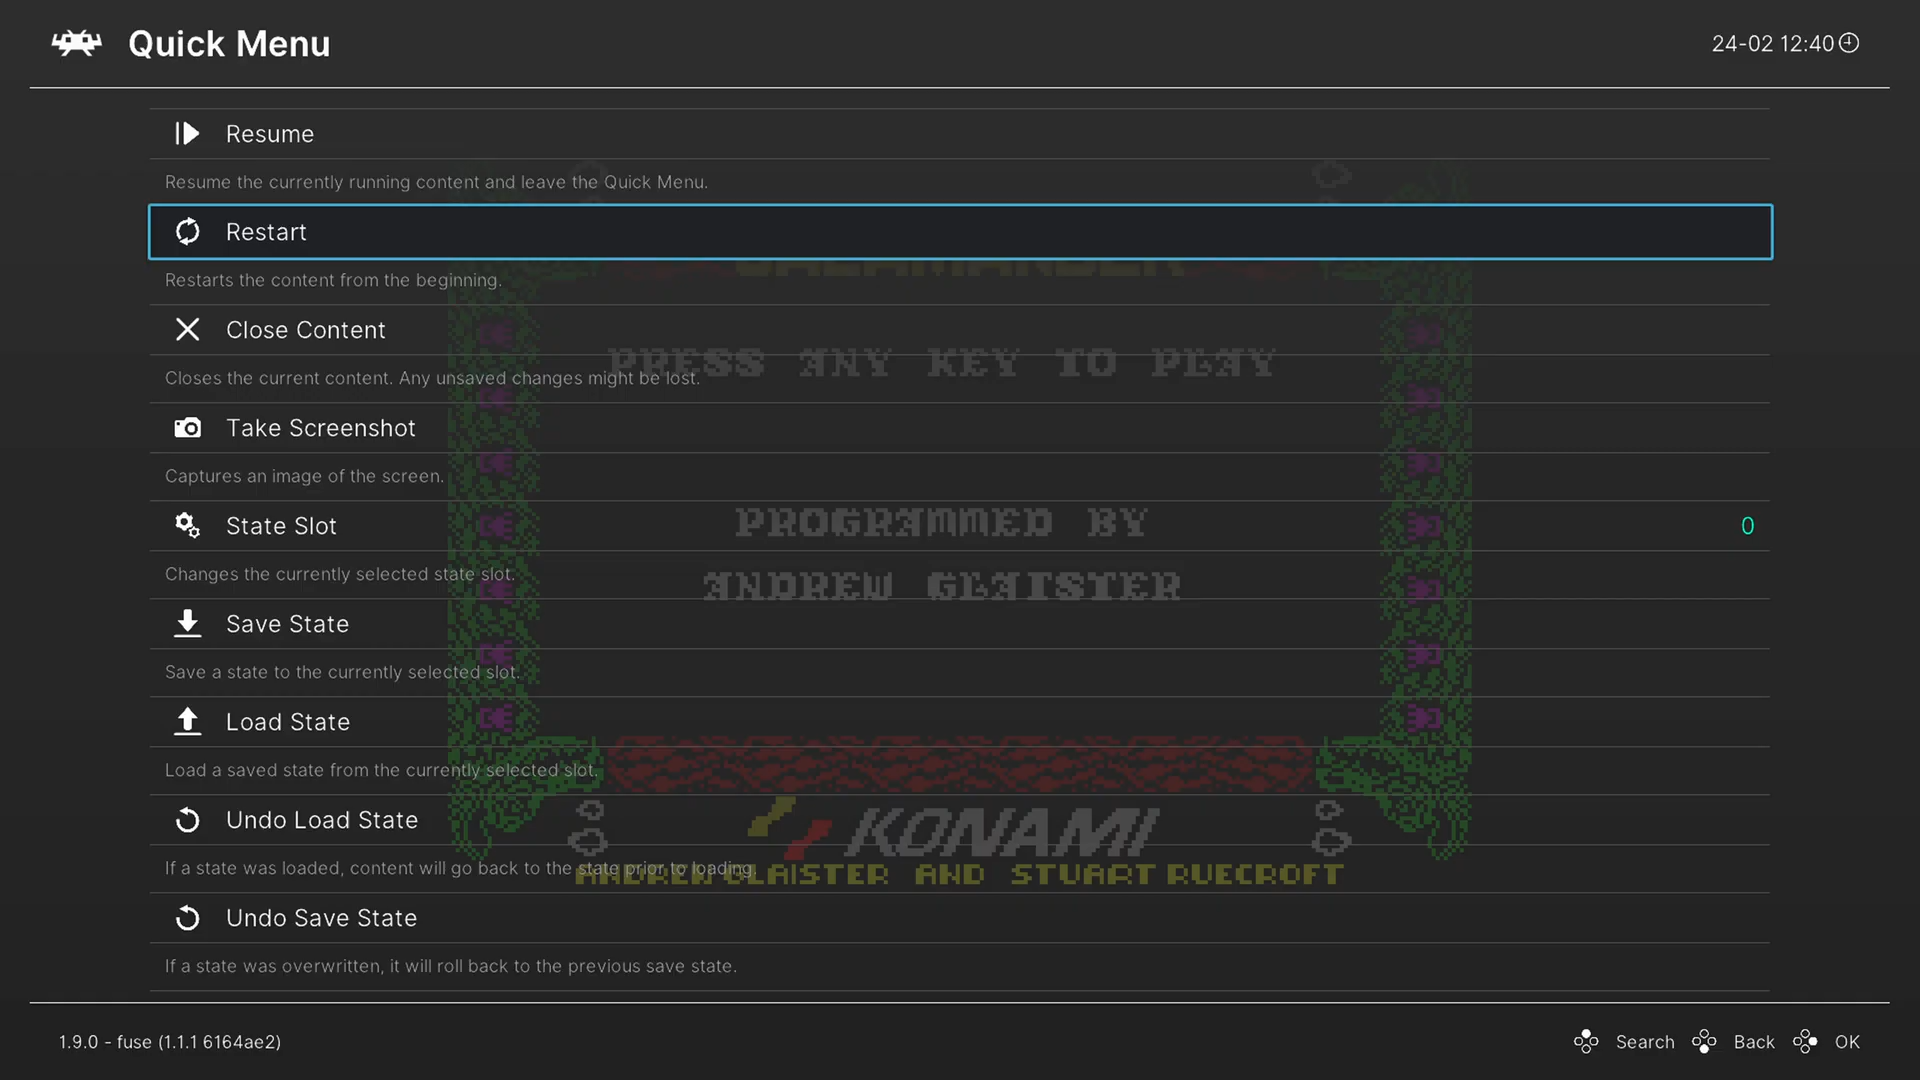 Quick Menu
24-02 12:40
Resume
Resume the currently running content and leave the Quick Menu.
Restart
SALAMANDER
Restarts the content from the beginning.
Close Content
PRESS ANY KEY TO PLAY
Closes the current content. Any unsaved changes might be lost.
Take Screenshot
Captures an image of the screen.
State Slot
0
PROGRAMMED BY
Changes the currently selected state slot.
ANDREW GLAISTER
Save State
Save a state to the currently selected slot.
Load State
Load a saved state from the currently selected slot.
Undo Load State
KONAMI
If a state was loaded, content will go back to the state prior to loading.
ANDREW GLAISTER AND STUART RUECROFT
Undo Save State
If a state was overwritten, it will roll back to the previous save state.
1.9.0 - fuse (1.1.1 6164ae2)
Search
Back
OK